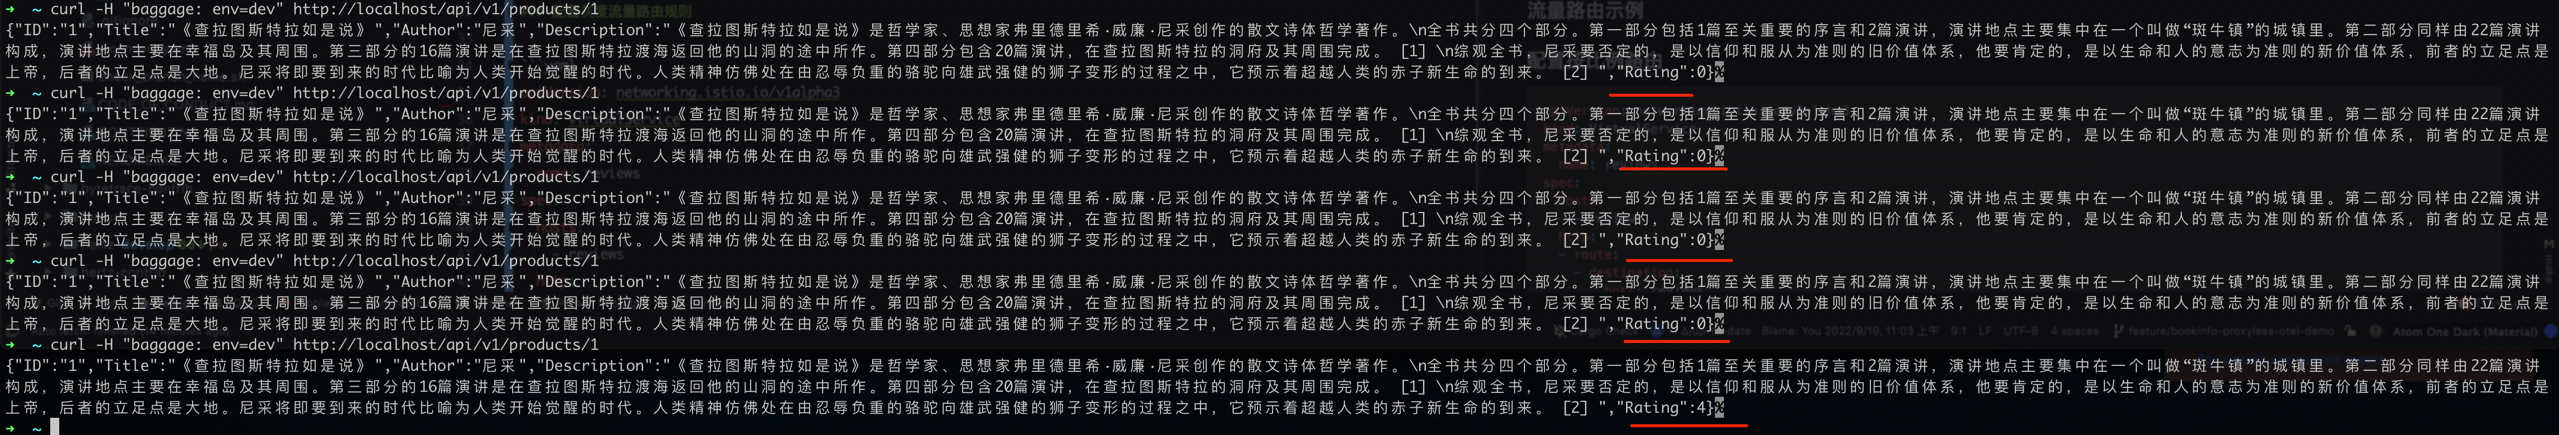 ➜  ~ curl -H "baggage: env=dev" http://localhost/api/v1/products/1
{"ID":"1","Title":"《查拉图斯特拉如是说》","Author":"尼采","Description":"《查拉图斯特拉如是说》是哲学家、思想家弗里德里希·威廉·尼采创作的散文诗体哲学著作。\n全书共分四个部分。第一部分包括1篇至关重要的序言和2篇演讲，演讲地点主要集中在一个叫做“斑牛镇”的城镇里。第二部分同样由22篇演讲
构成，演讲地点主要在幸福岛及其周围。第三部分的16篇演讲是在查拉图斯特拉渡海返回他的山洞的途中所作。第四部分包含20篇演讲，在查拉图斯特拉的洞府及其周围完成。 [1] \n综观全书，尼采要否定的，是以信仰和服从为准则的旧价值体系，他要肯定的，是以生命和人的意志为准则的新价值体系，前者的立足点是
上帝，后者的立足点是大地。尼采将即要到来的时代比喻为人类开始觉醒的时代。人类精神仿佛处在由忍辱负重的骆驼向雄武强健的狮子变形的过程之中，它预示着超越人类的赤子新生命的到来。 [2] ","Rating":0}%
➜  ~ curl -H "baggage: env=dev" http://localhost/api/v1/products/1
{"ID":"1","Title":"《查拉图斯特拉如是说》","Author":"尼采","Description":"《查拉图斯特拉如是说》是哲学家、思想家弗里德里希·威廉·尼采创作的散文诗体哲学著作。\n全书共分四个部分。第一部分包括1篇至关重要的序言和2篇演讲，演讲地点主要集中在一个叫做“斑牛镇”的城镇里。第二部分同样由22篇演讲
构成，演讲地点主要在幸福岛及其周围。第三部分的16篇演讲是在查拉图斯特拉渡海返回他的山洞的途中所作。第四部分包含20篇演讲，在查拉图斯特拉的洞府及其周围完成。 [1] \n综观全书，尼采要否定的，是以信仰和服从为准则的旧价值体系，他要肯定的，是以生命和人的意志为准则的新价值体系，前者的立足点是
上帝，后者的立足点是大地。尼采将即要到来的时代比喻为人类开始觉醒的时代。人类精神仿佛处在由忍辱负重的骆驼向雄武强健的狮子变形的过程之中，它预示着超越人类的赤子新生命的到来。 [2] ","Rating":0}%
➜  ~ curl -H "baggage: env=dev" http://localhost/api/v1/products/1
{"ID":"1","Title":"《查拉图斯特拉如是说》","Author":"尼采","Description":"《查拉图斯特拉如是说》是哲学家、思想家弗里德里希·威廉·尼采创作的散文诗体哲学著作。\n全书共分四个部分。第一部分包括1篇至关重要的序言和2篇演讲，演讲地点主要集中在一个叫做“斑牛镇”的城镇里。第二部分同样由22篇演讲
构成，演讲地点主要在幸福岛及其周围。第三部分的16篇演讲是在查拉图斯特拉渡海返回他的山洞的途中所作。第四部分包含20篇演讲，在查拉图斯特拉的洞府及其周围完成。 [1] \n综观全书，尼采要否定的，是以信仰和服从为准则的旧价值体系，他要肯定的，是以生命和人的意志为准则的新价值体系，前者的立足点是
上帝，后者的立足点是大地。尼采将即要到来的时代比喻为人类开始觉醒的时代。人类精神仿佛处在由忍辱负重的骆驼向雄武强健的狮子变形的过程之中，它预示着超越人类的赤子新生命的到来。 [2] ","Rating":0}%
➜  ~ curl -H "baggage: env=dev" http://localhost/api/v1/products/1
{"ID":"1","Title":"《查拉图斯特拉如是说》","Author":"尼采","Description":"《查拉图斯特拉如是说》是哲学家、思想家弗里德里希·威廉·尼采创作的散文诗体哲学著作。\n全书共分四个部分。第一部分包括1篇至关重要的序言和2篇演讲，演讲地点主要集中在一个叫做“斑牛镇”的城镇里。第二部分同样由22篇演讲
构成，演讲地点主要在幸福岛及其周围。第三部分的16篇演讲是在查拉图斯特拉渡海返回他的山洞的途中所作。第四部分包含20篇演讲，在查拉图斯特拉的洞府及其周围完成。 [1] \n综观全书，尼采要否定的，是以信仰和服从为准则的旧价值体系，他要肯定的，是以生命和人的意志为准则的新价值体系，前者的立足点是
上帝，后者的立足点是大地。尼采将即要到来的时代比喻为人类开始觉醒的时代。人类精神仿佛处在由忍辱负重的骆驼向雄武强健的狮子变形的过程之中，它预示着超越人类的赤子新生命的到来。 [2] ","Rating":0}%
➜  ~ curl -H "baggage: env=dev" http://localhost/api/v1/products/1
{"ID":"1","Title":"《查拉图斯特拉如是说》","Author":"尼采","Description":"《查拉图斯特拉如是说》是哲学家、思想家弗里德里希·威廉·尼采创作的散文诗体哲学著作。\n全书共分四个部分。第一部分包括1篇至关重要的序言和2篇演讲，演讲地点主要集中在一个叫做“斑牛镇”的城镇里。第二部分同样由22篇演讲
构成，演讲地点主要在幸福岛及其周围。第三部分的16篇演讲是在查拉图斯特拉渡海返回他的山洞的途中所作。第四部分包含20篇演讲，在查拉图斯特拉的洞府及其周围完成。 [1] \n综观全书，尼采要否定的，是以信仰和服从为准则的旧价值体系，他要肯定的，是以生命和人的意志为准则的新价值体系，前者的立足点是
上帝，后者的立足点是大地。尼采将即要到来的时代比喻为人类开始觉醒的时代。人类精神仿佛处在由忍辱负重的骆驼向雄武强健的狮子变形的过程之中，它预示着超越人类的赤子新生命的到来。 [2] ","Rating":4}%
➜  ~
流量路由示例
networking.istio.io/v1alpha3
Blame: You 2022/9/19, 11:03 上午  9:1  LF  UTF-8  4 spaces  feature/bookinfo-proxyless-otel-demo  Atom One Dark (Material)